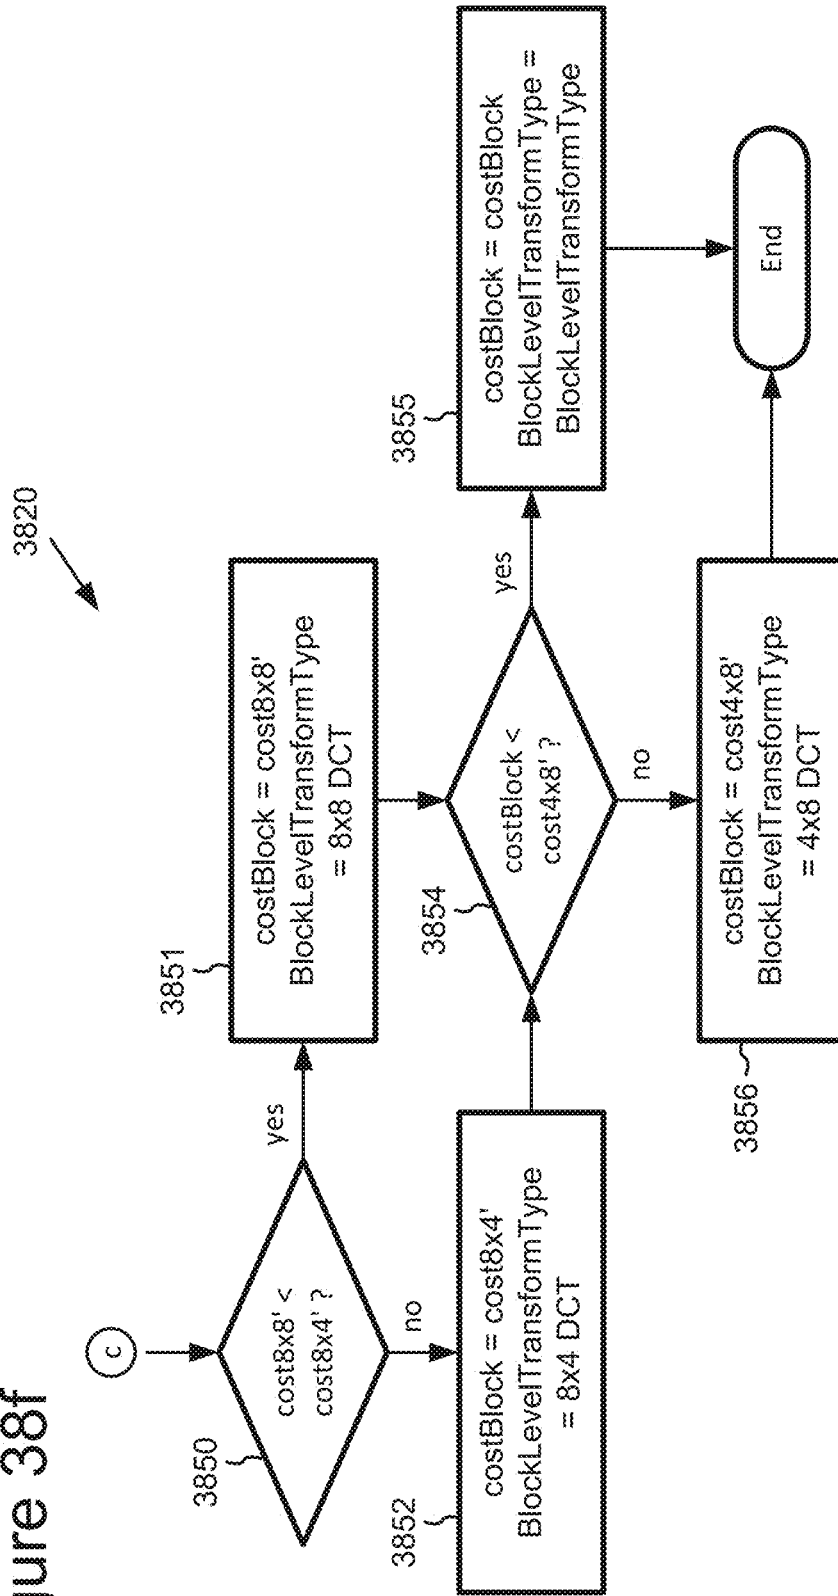 ure 38f
3820
c
3850
cost8x8' <
cost8x4' ?
yes
no
3851
costBlock = cost8x8'
BlockLevelTransformType
= 8x8 DCT
3852
costBlock = cost8x4'
BlockLevelTransformType
= 8x4 DCT
3854
costBlock <
cost4x8' ?
yes
no
3855
costBlock = costBlock
BlockLevelTransformType =
BlockLevelTransformType
3856
costBlock = cost4x8'
BlockLevelTransformType
= 4x8 DCT
End